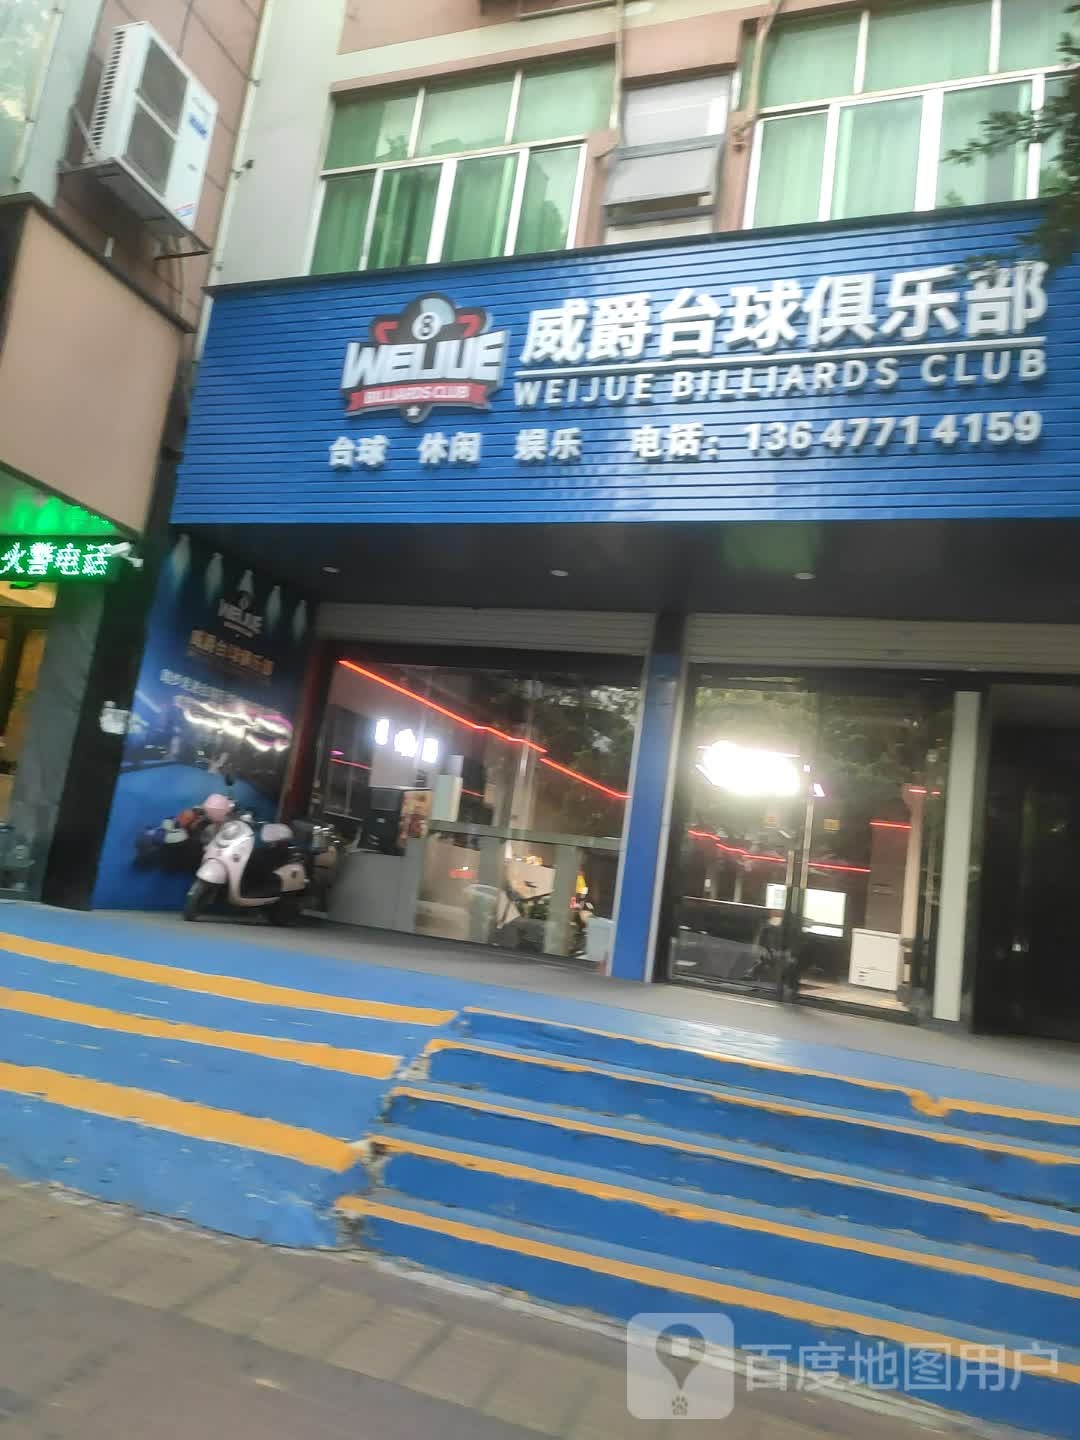 8
WEIJUE
BILLIARDS CLUB
威爵台球俱乐部
WEIJUE BILLIARDS CLUB
台球 休闲 娱乐 电话：136 4771 4159
火警电话
WEIJUE
威爵台球俱乐部
百度地图用户